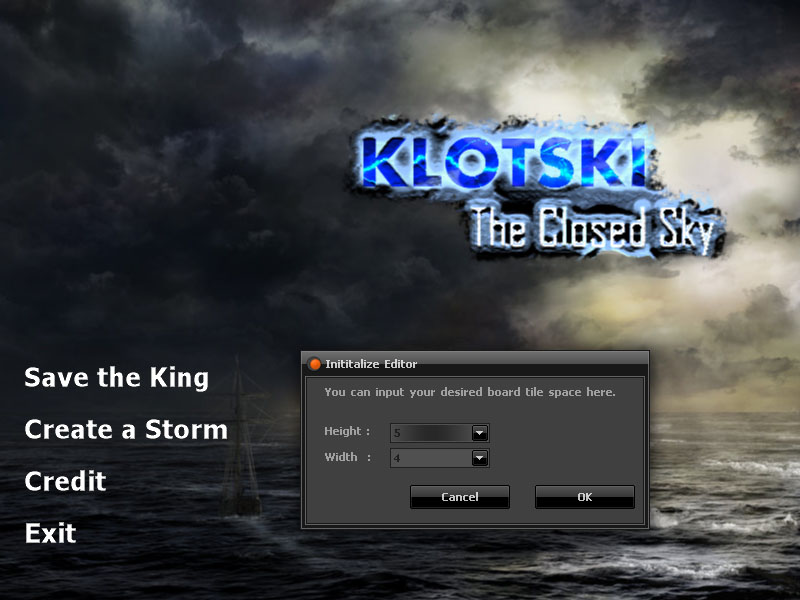 KLOTSKI
The Closed Sky
Save the King
Create a Storm
Credit
Exit
Inititalize Editor
You can input your desired board tile space here.
Height : 5
Width : 4
Cancel OK